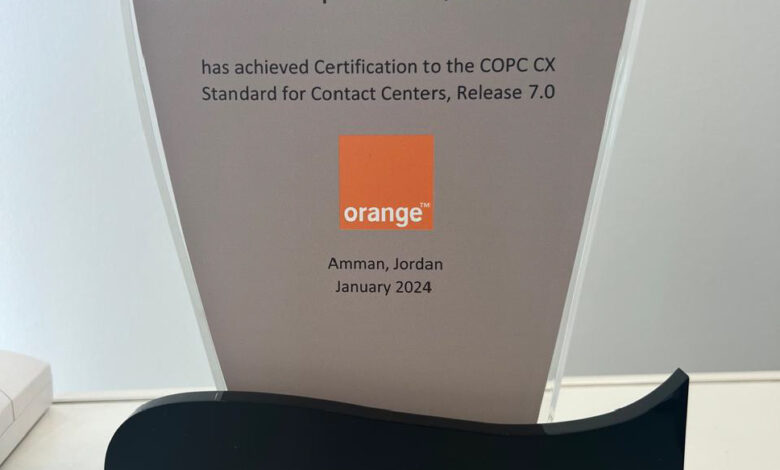 has achieved Certification to the COPC CX
Standard for Contact Centers, Release 7.0
orange™
Amman, Jordan
January 2024